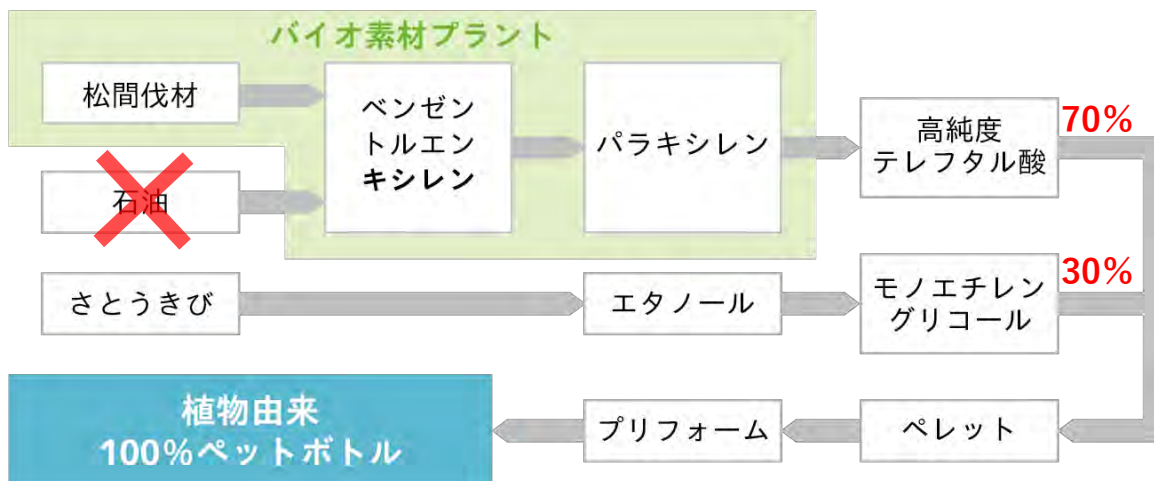 バイオ素材プラント
松間伐材
ベンゼン
トルエン
キシレン
パラキシレン
高純度
テレフタル酸
70%
石油
さとうきび
エタノール
モノエチレン
グリコール
30%
植物由来
100%ペットボトル
プリフォーム
ペレット